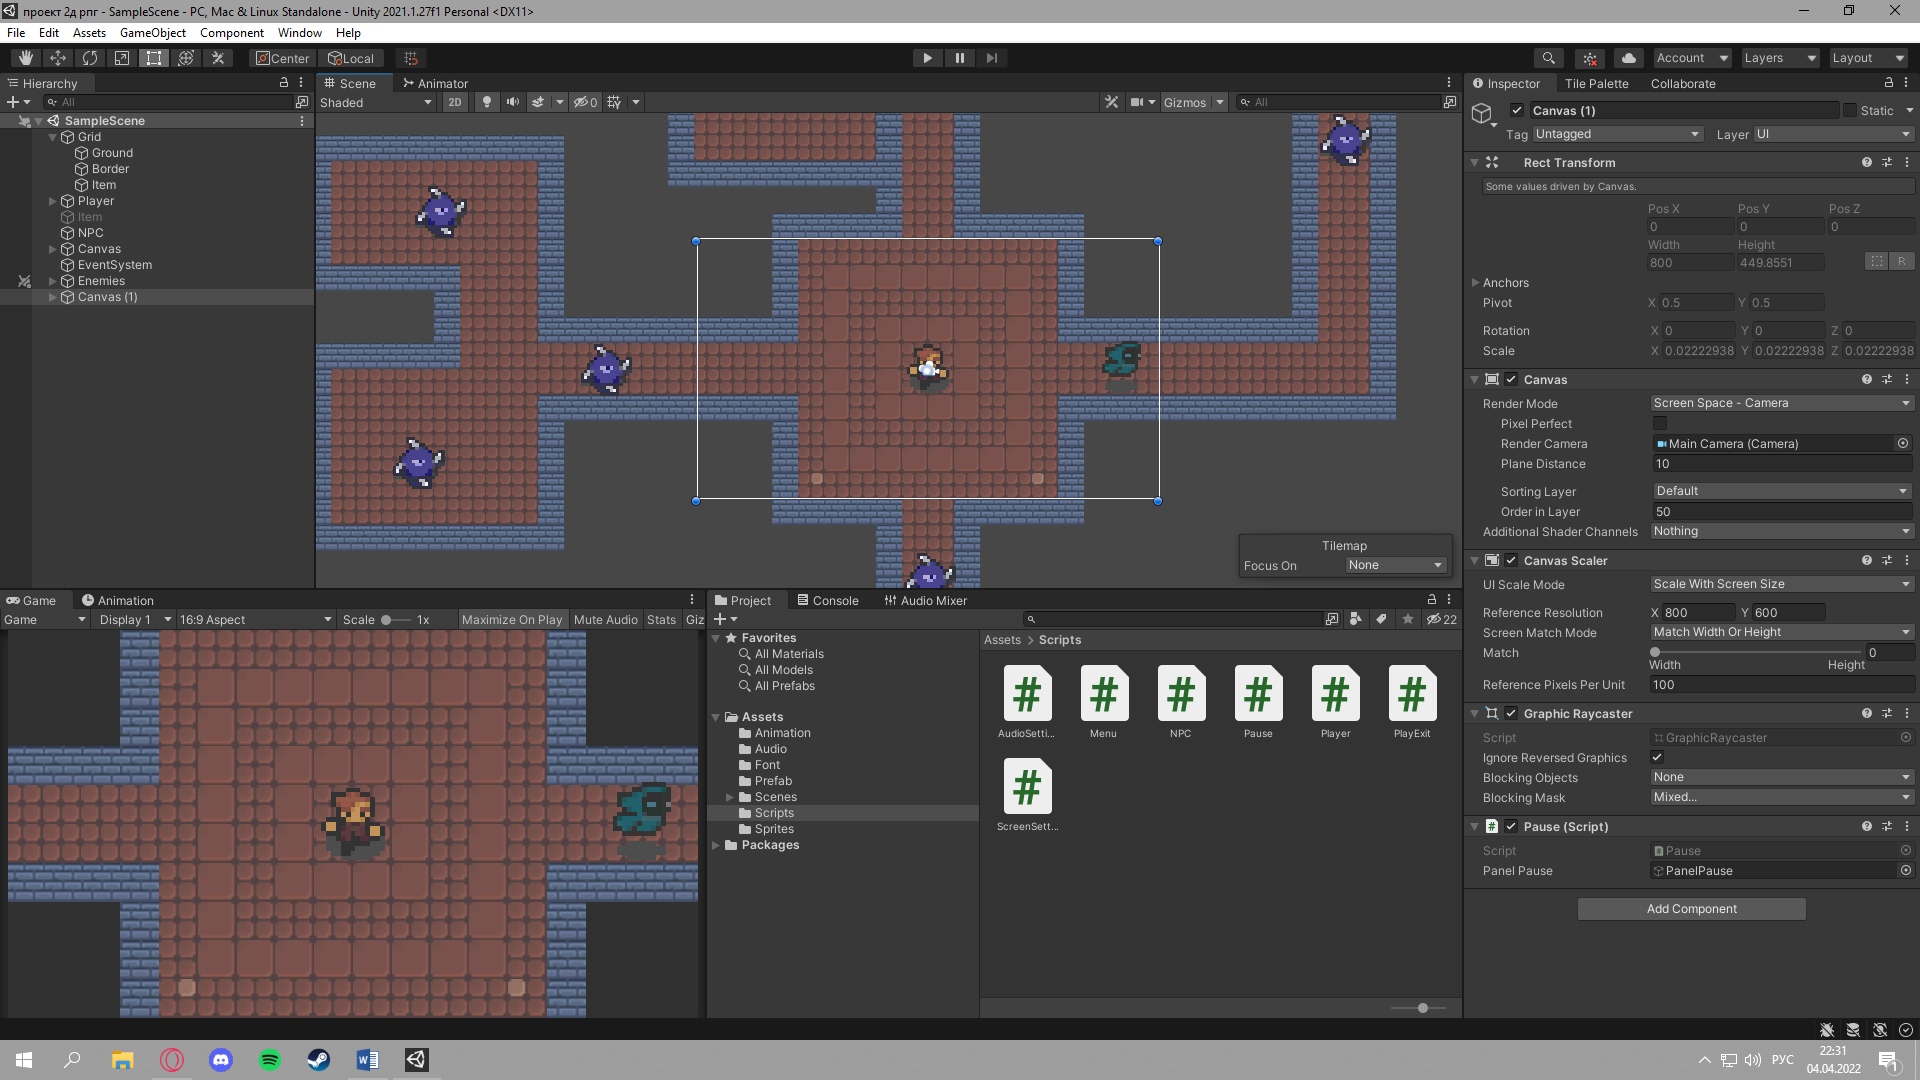 проект 2д рпг - SampleScene - PC, Mac & Linux Standalone - Unity 2021.1.27f1 Personal <DX11>
File Edit Assets GameObject Component Window Help
Center Local Account Layers Layout
Hierarchy
All
SampleScene
Grid
Ground
Border
Item
Player
Item
NPC
Canvas
EventSystem
Enemies
Canvas (1)
Scene Animator
Shaded 2D 0 Gizmos All
Tilemap
Focus On None
Inspector Tile Palette Collaborate
Canvas (1) Static
Tag Untagged Layer UI
Rect Transform
Some values driven by Canvas.
Pos X Pos Y Pos Z
0 0 0
Width Height
800 449.8551 R
Anchors
Pivot X 0.5 Y 0.5
Rotation X 0 Y 0 Z 0
Scale X 0.02222938 Y 0.02222938 Z 0.02222938
Canvas
Render Mode Screen Space - Camera
Pixel Perfect
Render Camera Main Camera (Camera)
Plane Distance 10
Sorting Layer Default
Order in Layer 50
Additional Shader Channels Nothing
Canvas Scaler
UI Scale Mode Scale With Screen Size
Reference Resolution X 800 Y 600
Screen Match Mode Match Width Or Height
Match 0
Width Height
Reference Pixels Per Unit 100
Graphic Raycaster
Script GraphicRaycaster
Ignore Reversed Graphics
Blocking Objects None
Blocking Mask Mixed...
Pause (Script)
Script Pause
Panel Pause PanelPause
Add Component
Game Animation
Game Display 1 16:9 Aspect Scale 1x Maximize On Play Mute Audio Stats Giz
Project Console Audio Mixer
22
Favorites
All Materials
All Models
All Prefabs
Assets
Animation
Audio
Font
Prefab
Scenes
Scripts
Sprites
Packages
Assets > Scripts
AudioSetti... Menu NPC Pause Player PlayExit
ScreenSett...
РУС
22:31
04.04.2022
1